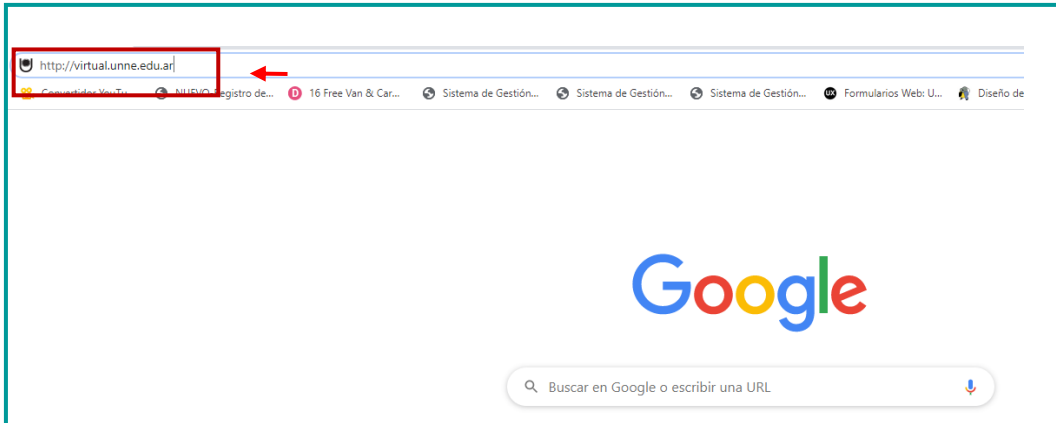 http://virtual.unne.edu.ar
Convertidor YouTu... NUEVO Registro de... D 16 Free Van & Car... Sistema de Gestión... Sistema de Gestión... Sistema de Gestión... UX Formularios Web: U... Diseño de
Google
Buscar en Google o escribir una URL